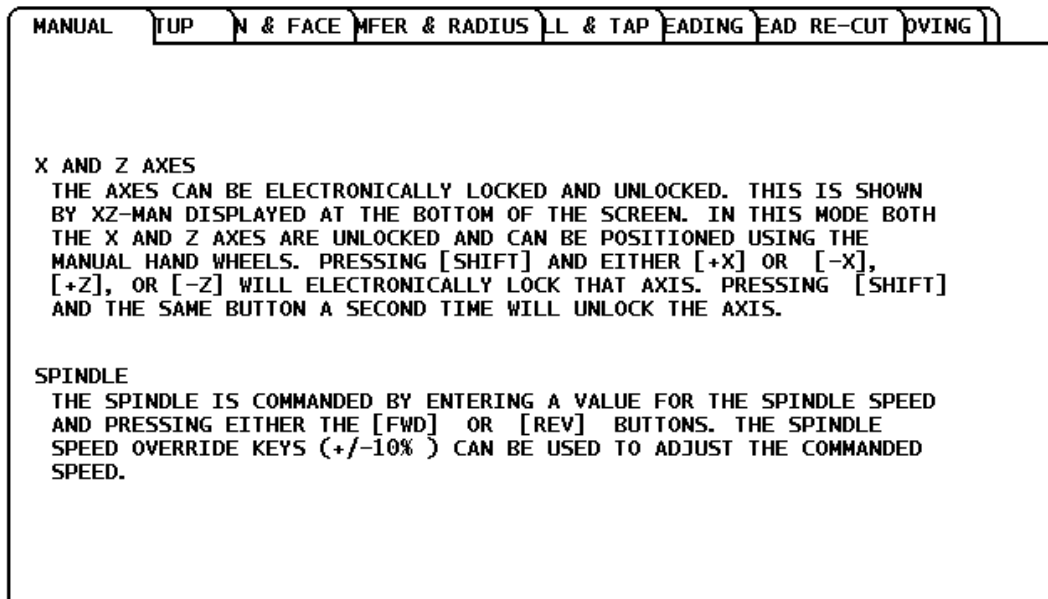 MANUAL TUP N & FACE MFER & RADIUS LL & TAP EADING EAD RE-CUT OVING
X AND Z AXES
THE AXES CAN BE ELECTRONICALLY LOCKED AND UNLOCKED. THIS IS SHOWN
BY XZ-MAN DISPLAYED AT THE BOTTOM OF THE SCREEN. IN THIS MODE BOTH
THE X AND Z AXES ARE UNLOCKED AND CAN BE POSITIONED USING THE
MANUAL HAND WHEELS. PRESSING [SHIFT] AND EITHER [+X] OR [-X],
[+Z], OR [-Z] WILL ELECTRONICALLY LOCK THAT AXIS. PRESSING [SHIFT]
AND THE SAME BUTTON A SECOND TIME WILL UNLOCK THE AXIS.
SPINDLE
THE SPINDLE IS COMMANDED BY ENTERING A VALUE FOR THE SPINDLE SPEED
AND PRESSING EITHER THE [FWD] OR [REV] BUTTONS. THE SPINDLE
SPEED OVERRIDE KEYS (+/-10% ) CAN BE USED TO ADJUST THE COMMANDED
SPEED.